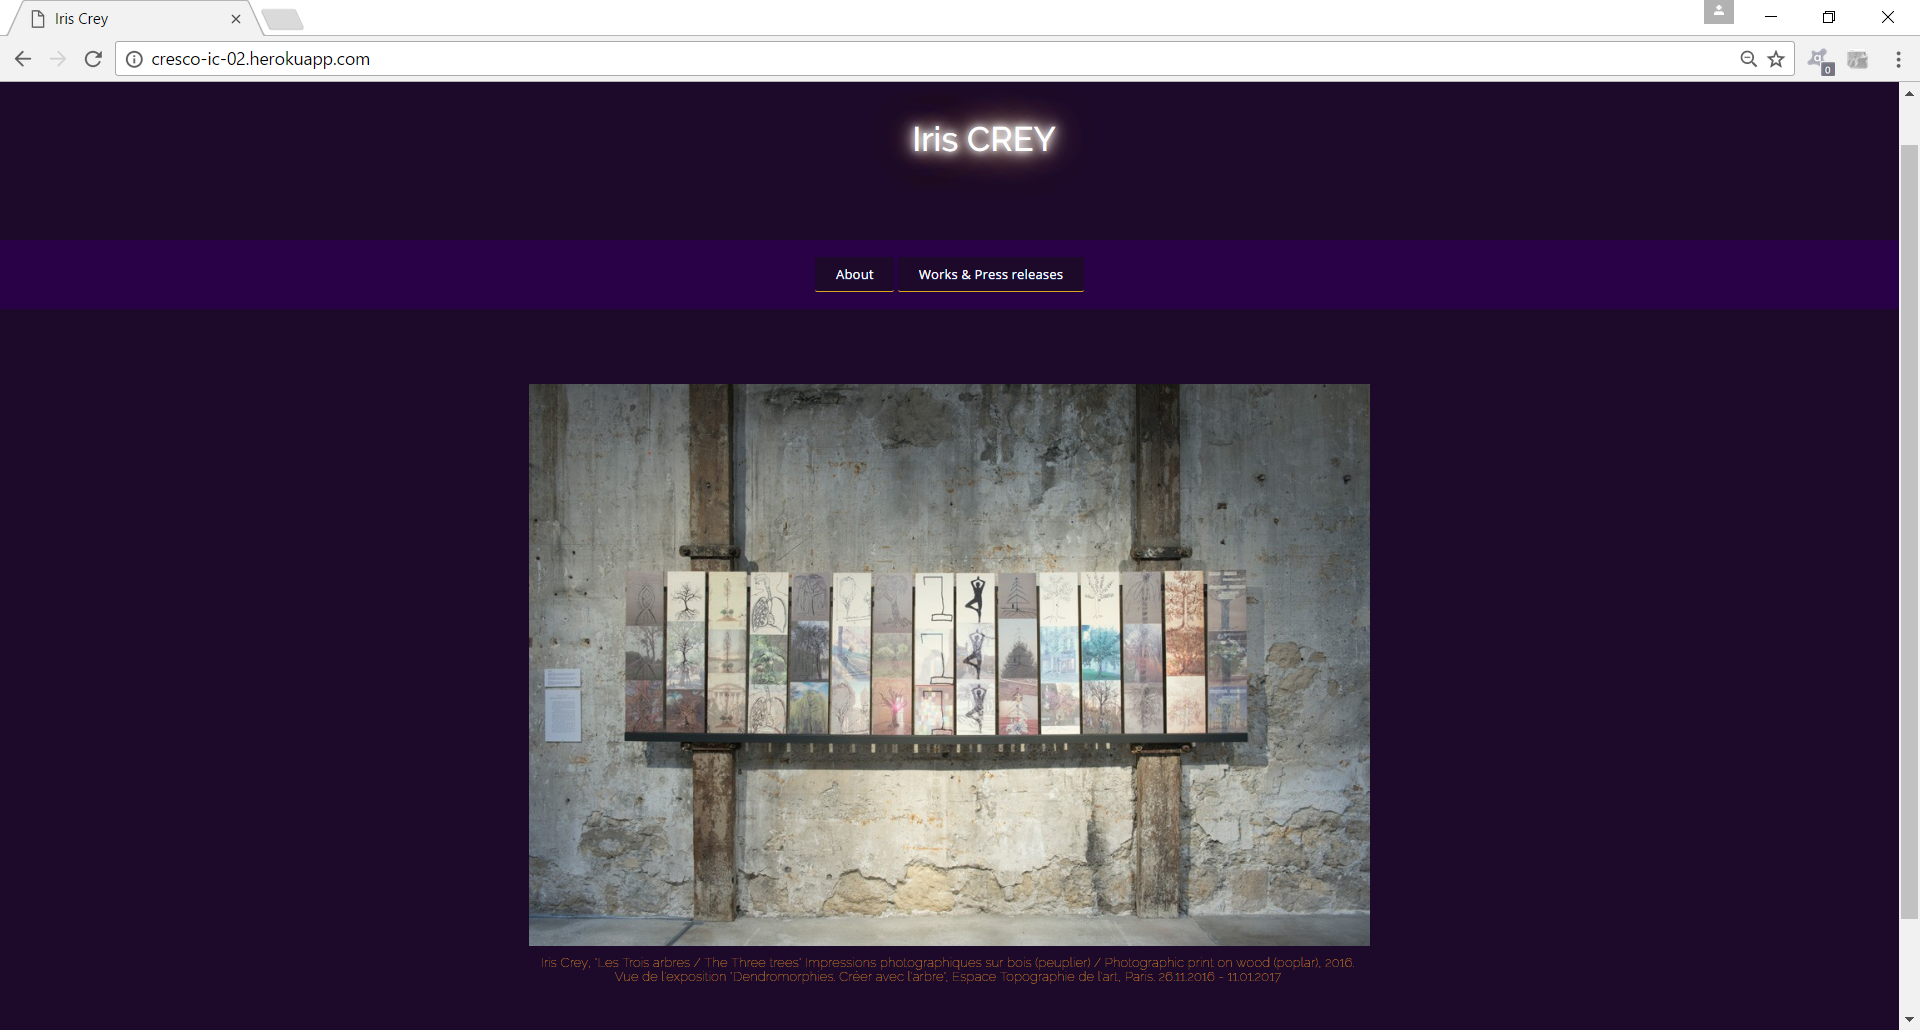 Iris Crey
cresco-ic-02.herokuapp.com
0
Iris CREY
About
Works & Press releases
Iris Crey, "Les Trois arbres / The Three trees" Impressions photographiques sur bois (peuplier) / Photographic print on wood (poplar), 2016.
Vue de l'exposition "Dendromorphies. Créer avec l'arbre", Espace Topographie de l'art, Paris. 26.11.2016 - 11.01.2017